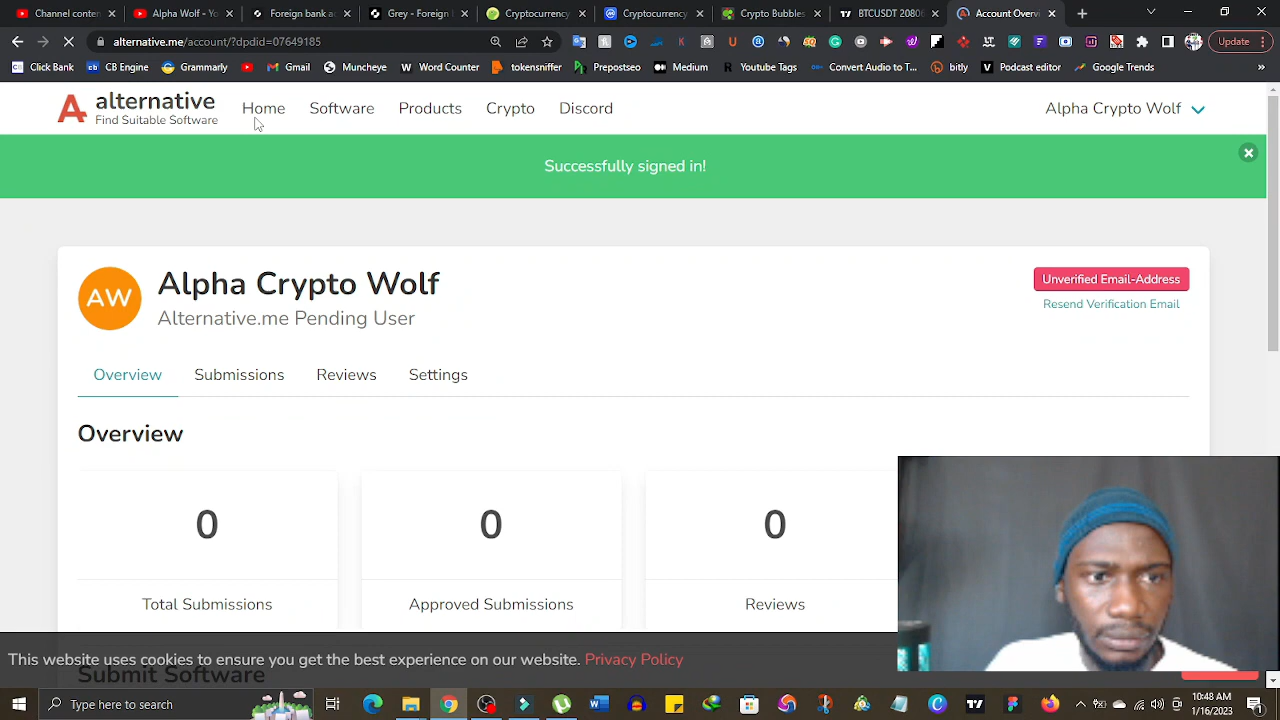 Content cons
Alpha Wolf - Yo
Foreign bank a
Grey - Foreign
Cryptocurrency
Cryptocurrency
Crypto Bubbles
BTCUSDT 2080
Account Over
alternative.me/account/?dpdid=07649185
Update
Click Bank
CB Engine
Grammarly
Gmail
Muncheye
Word Counter
tokensniffer
Prepostseo
Medium
Youtube Tags
Convert Audio to T...
bitly
Podcast editor
Google Trends
»
alternative
Find Suitable Software
Home
Software
Products
Crypto
Discord
Alpha Crypto Wolf
Successfully signed in!
AW
Alpha Crypto Wolf
Alternative.me Pending User
Unverified Email-Address
Resend Verification Email
Overview
Submissions
Reviews
Settings
Overview
0
0
0
Total Submissions
Approved Submissions
Reviews
This website uses cookies to ensure you get the best experience on our website. Privacy Policy
Submit Software
Type here to search
10:48 AM
1/16/2023